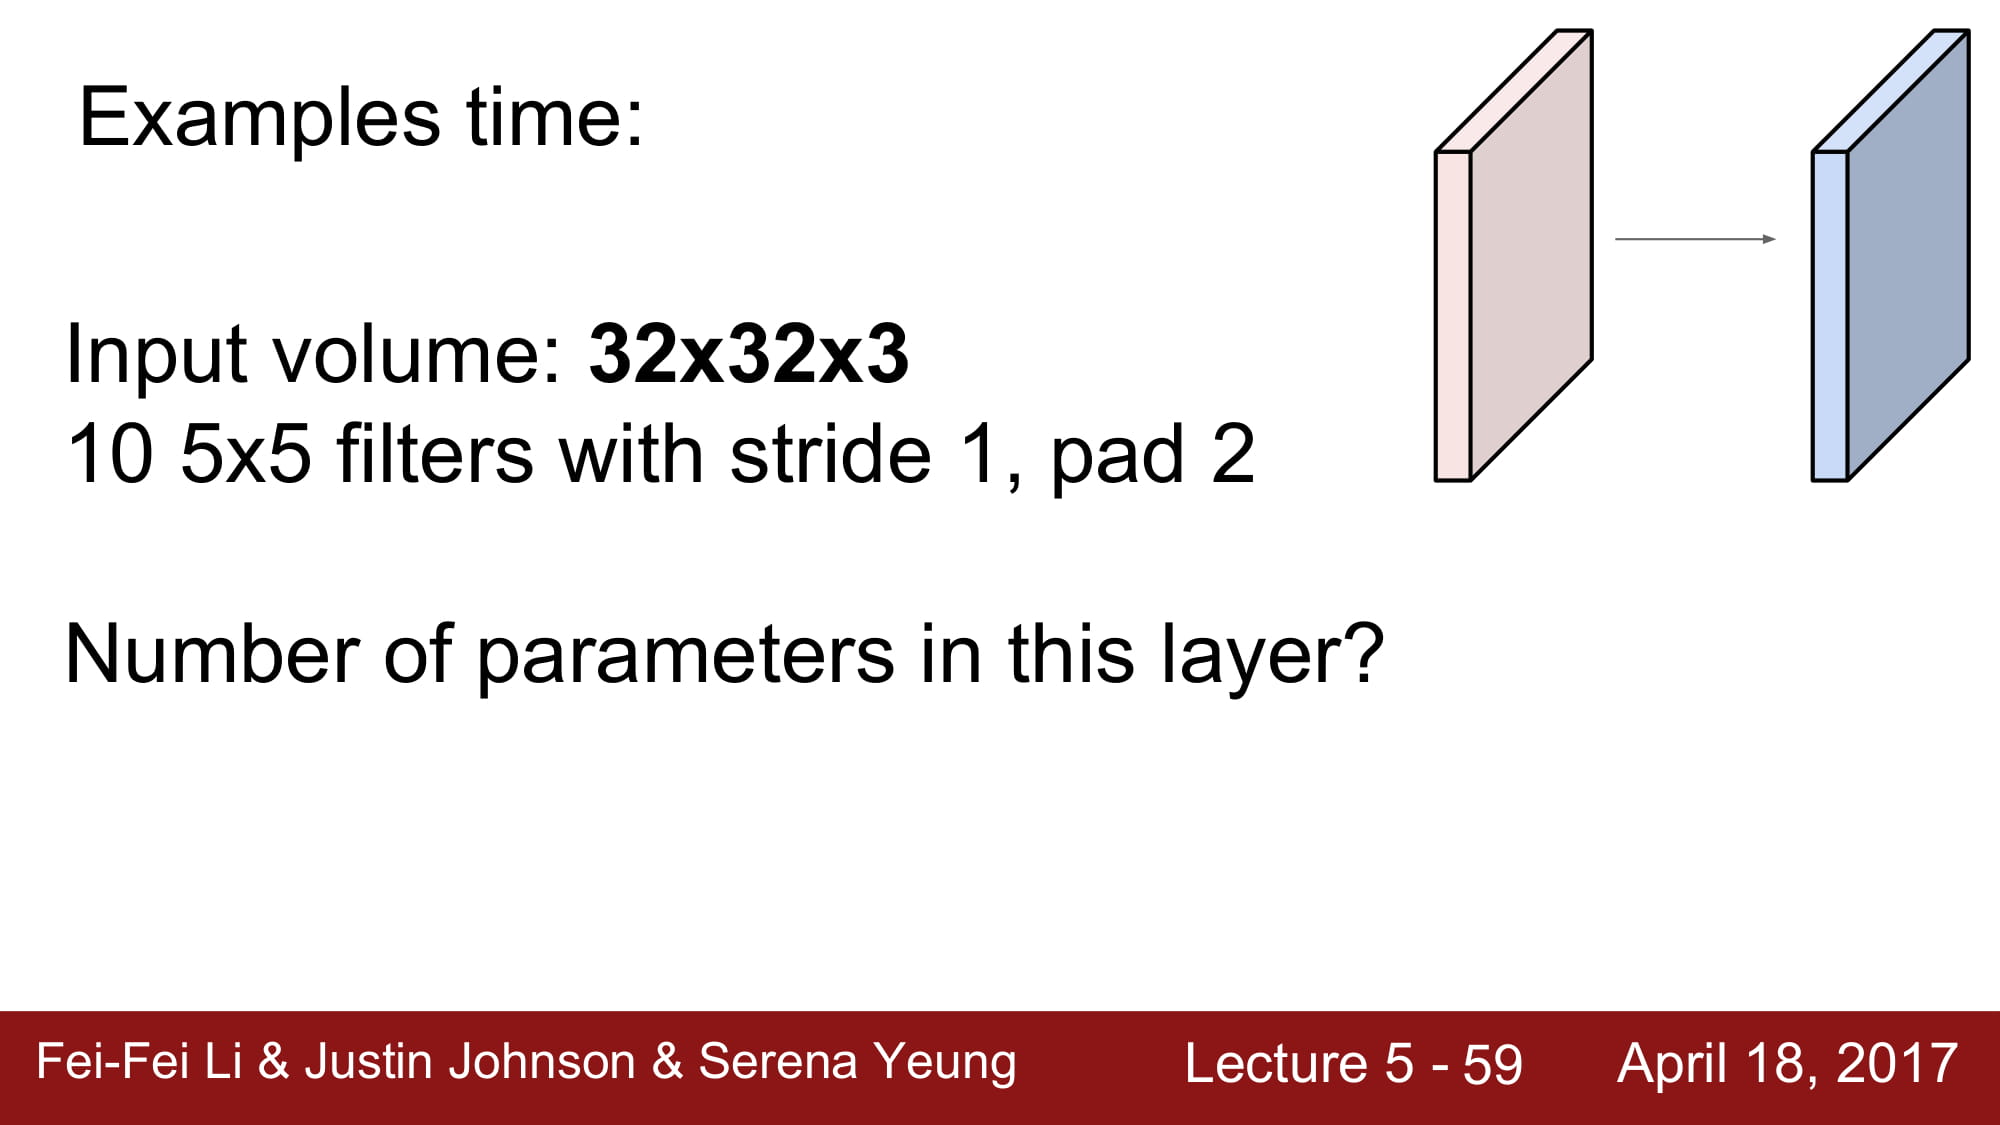 Examples time:
Input volume: 32x32x3
10 5x5 filters with stride 1, pad 2
Number of parameters in this layer?
Fei-Fei Li & Justin Johnson & Serena Yeung
Lecture 5 - 59
April 18, 2017